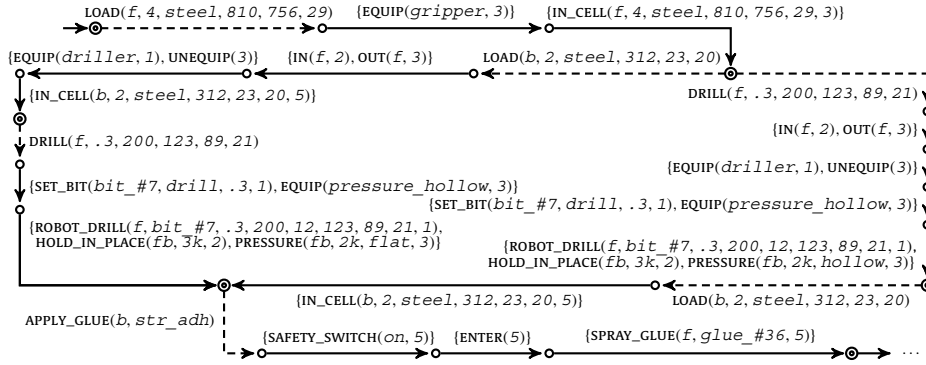 LOAD(f, 4, steel, 810, 756, 29)
{EQUIP(gripper, 3)}
{IN_CELL(f, 4, steel, 810, 756, 29, 3)}
{EQUIP(driller, 1), UNEQUIP(3)}
{IN(f, 2), OUT(f, 3)}
LOAD(b, 2, steel, 312, 23, 20)
{IN_CELL(b, 2, steel, 312, 23, 20, 5)}
DRILL(f, .3, 200, 123, 89, 21)
{IN(f, 2), OUT(f, 3)}
DRILL(f, .3, 200, 123, 89, 21)
{EQUIP(driller, 1), UNEQUIP(3)}
{SET_BIT(bit_#7, drill, .3, 1), EQUIP(pressure_hollow, 3)}
{SET_BIT(bit_#7, drill, .3, 1), EQUIP(pressure_hollow, 3)}
{ROBOT_DRILL(f, bit_#7, .3, 200, 12, 123, 89, 21, 1),
HOLD_IN_PLACE(fb, 3k, 2), PRESSURE(fb, 2k, flat, 3)}
{ROBOT_DRILL(f, bit_#7, .3, 200, 12, 123, 89, 21, 1),
HOLD_IN_PLACE(fb, 3k, 2), PRESSURE(fb, 2k, hollow, 3)}
{IN_CELL(b, 2, steel, 312, 23, 20, 5)}
LOAD(b, 2, steel, 312, 23, 20)
APPLY_GLUE(b, str_adh)
{SAFETY_SWITCH(on, 5)}
{ENTER(5)}
{SPRAY_GLUE(f, glue_#36, 5)}
...